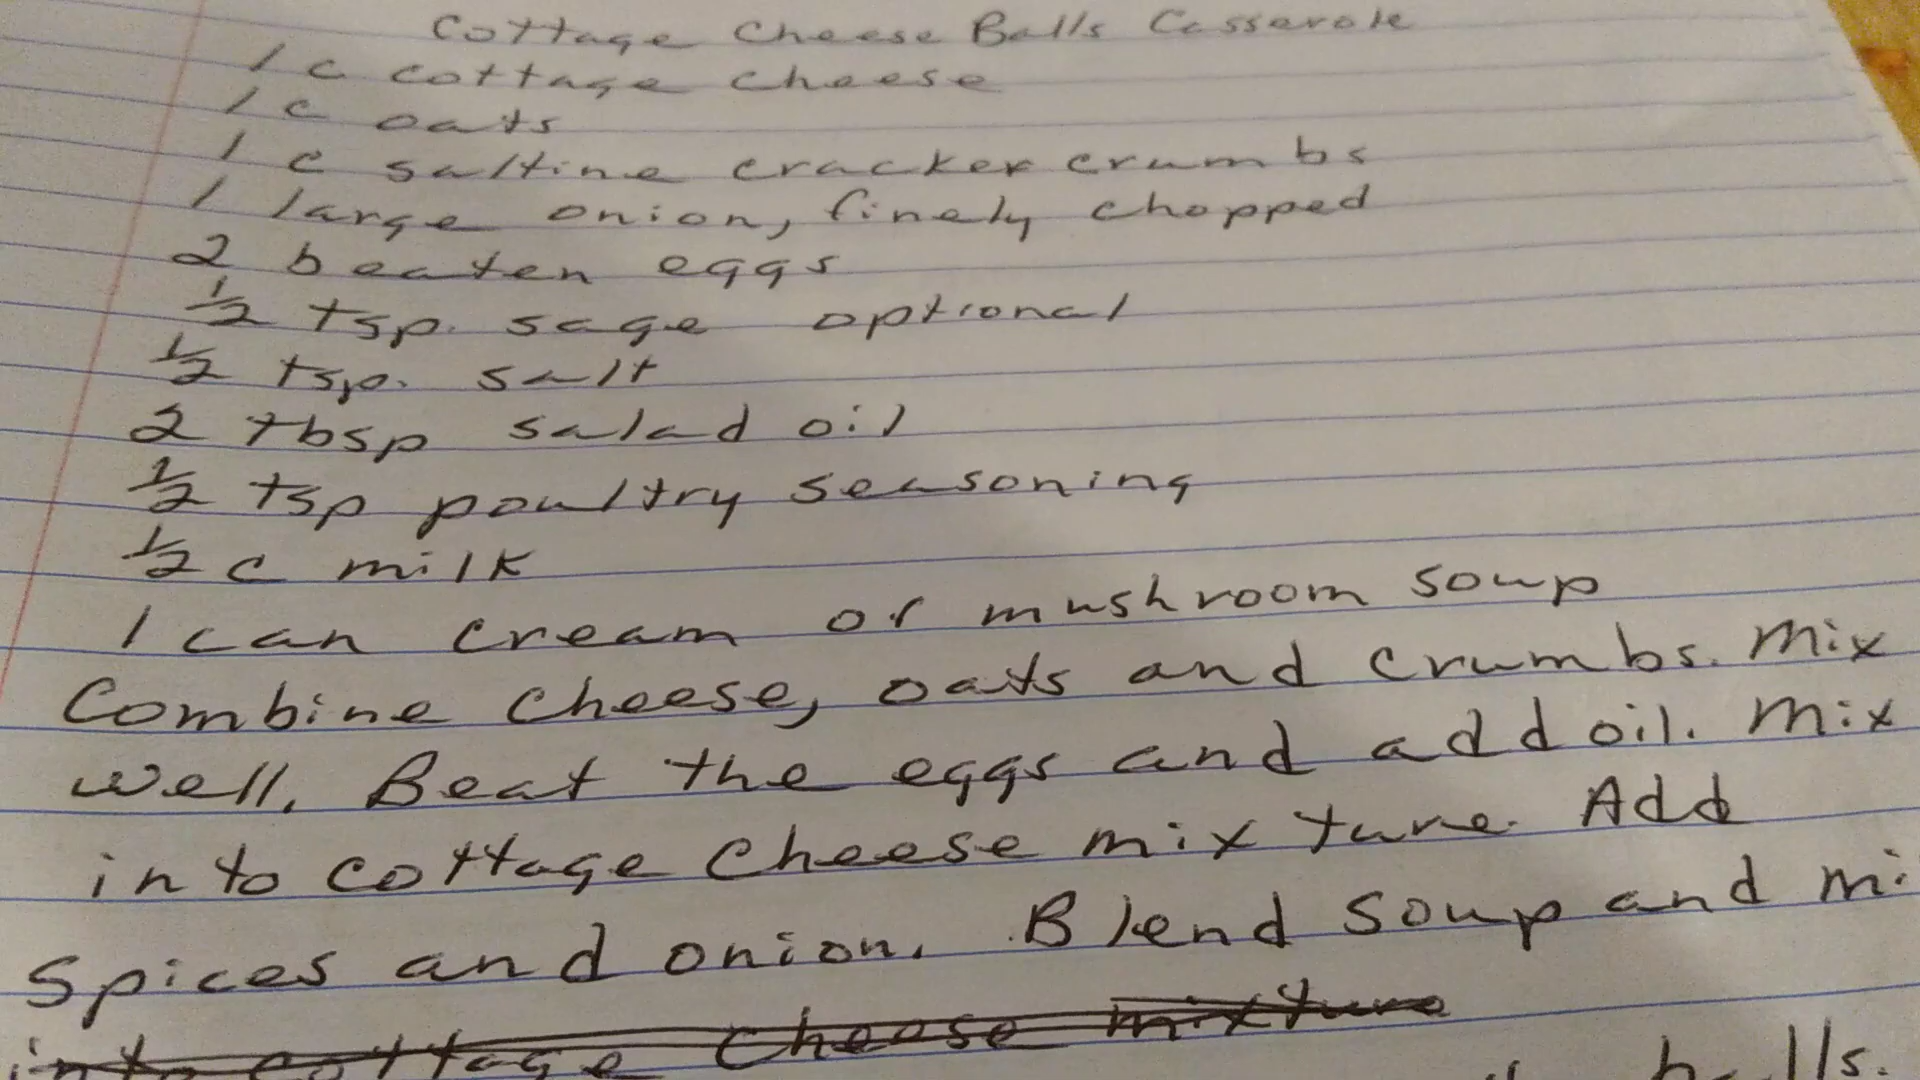 Cottage Cheese Balls Casserole
1 c cottage cheese
1 c oats
1 c saltine cracker crumbs
1 large onion, finely chopped
2 beaten eggs
1/2 tsp. sage optional
1/2 tsp. salt
2 tbsp salad oil
1/2 tsp poultry seasoning
1/2 c milk
1 can cream of mushroom soup
Combine cheese, oats and crumbs. Mix
well. Beat the eggs and add oil. Mix
into cottage cheese mixture. Add
spices and onion. Blend soup and mi
into cottage cheese mixture
balls.